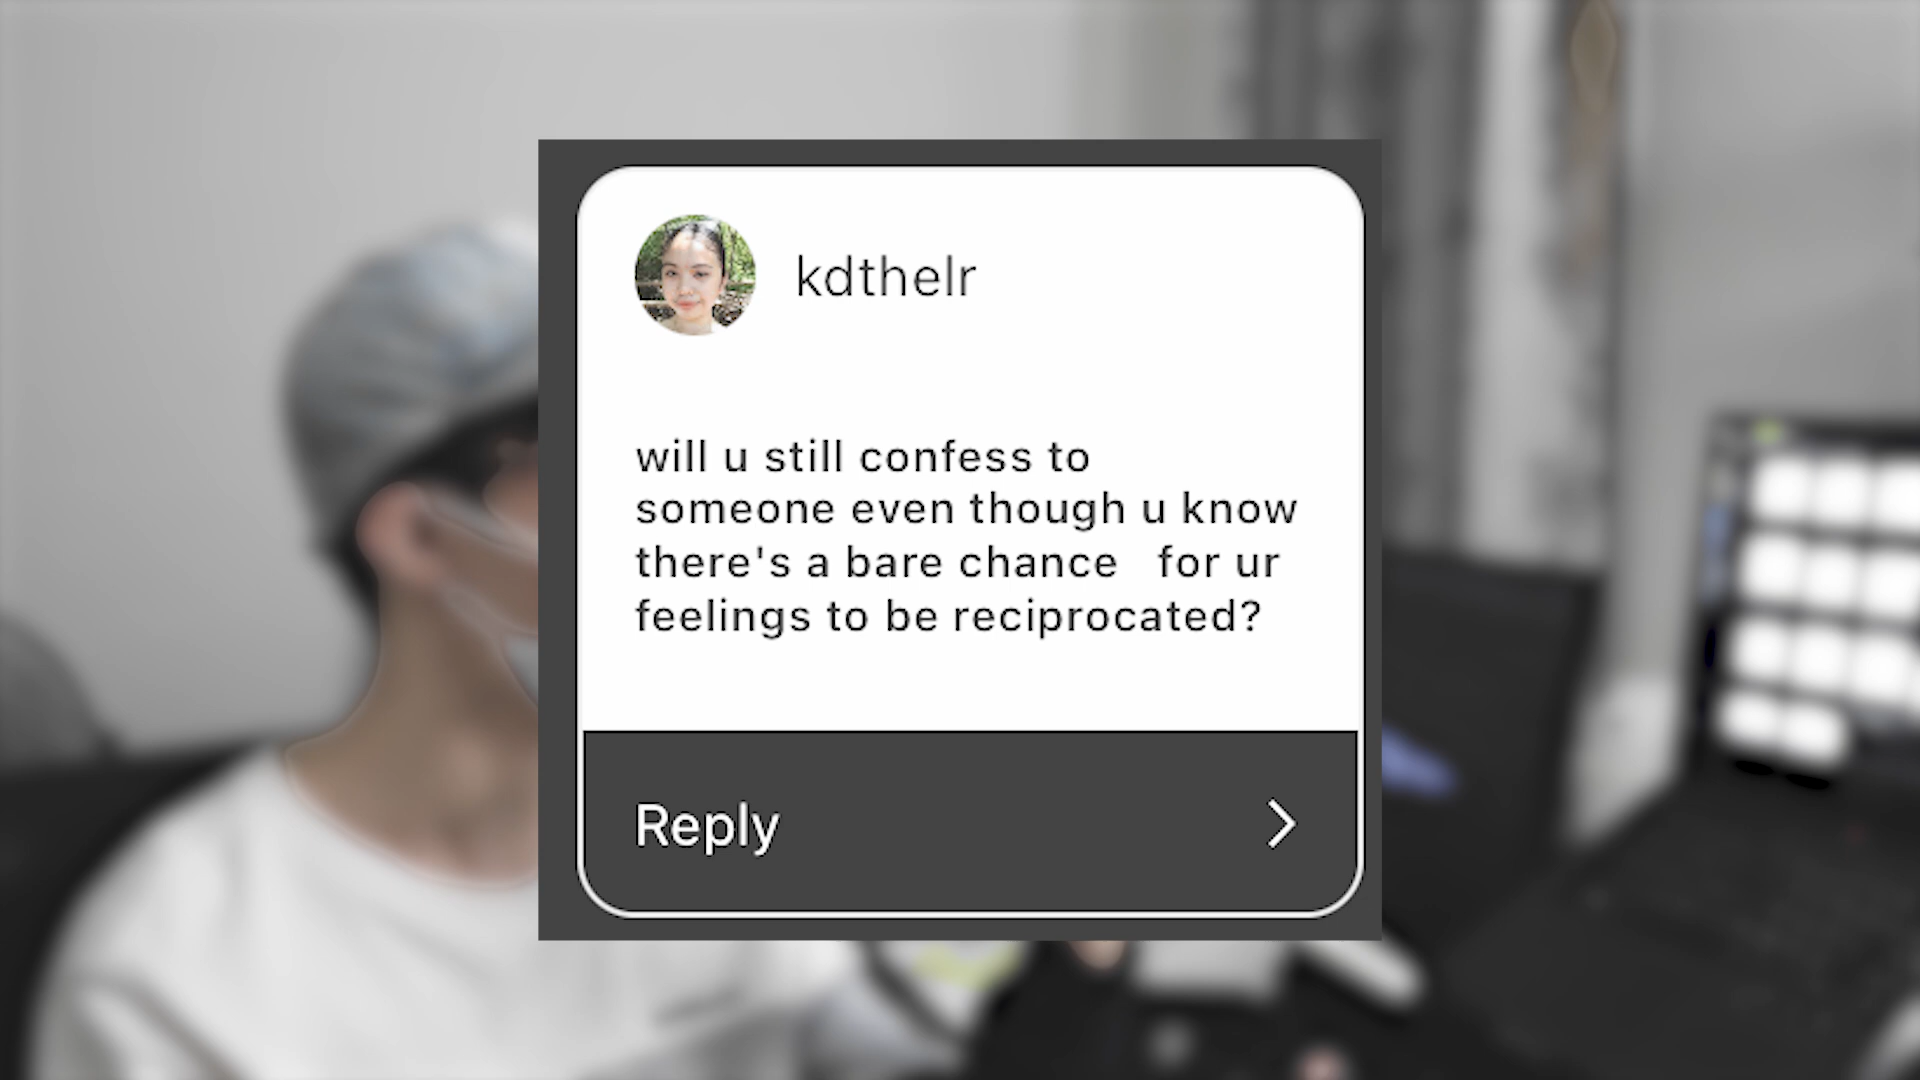 kdthelr
will u still confess to
someone even though u know
there's a bare chance   for ur
feelings to be reciprocated?
Reply